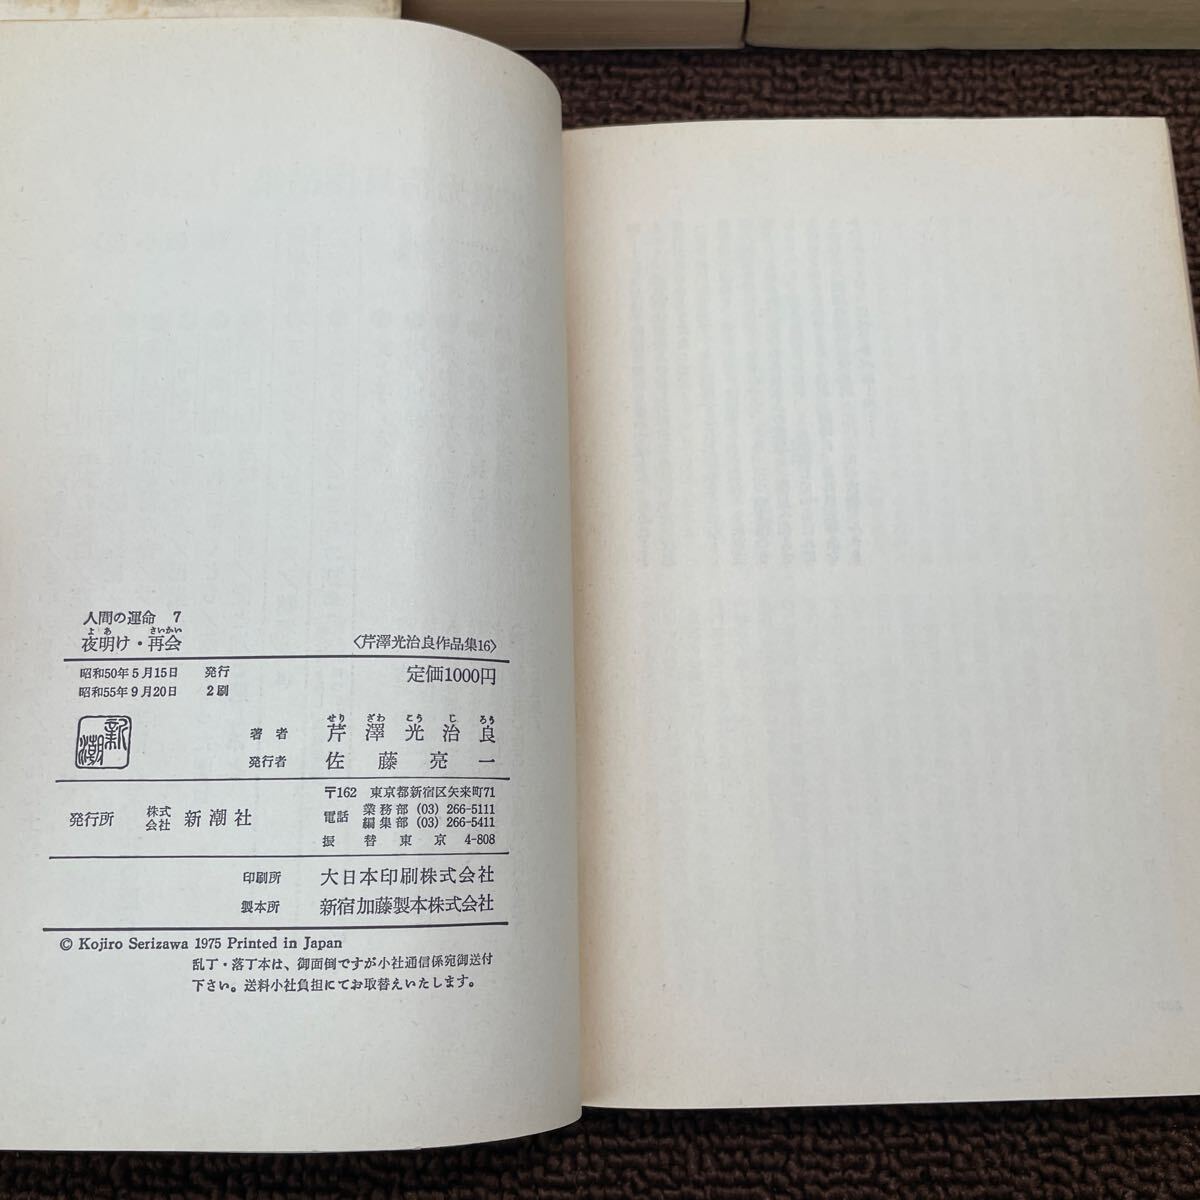 人間の運命 7
よあ さいかい
夜明け・再会
〈芹澤光治良作品集16〉
昭和50年5月15日 発行
昭和55年9月20日 2刷
定価1000円
新潮
せり ざわ こう じ ろう
著者 芹澤光治良
発行者 佐藤亮一
発行所 株式会社 新潮社
〒162 東京都新宿区矢来町71
電話 業務部 (03) 266-5111
編集部 (03) 266-5411
振替東京 4-808
印刷所 大日本印刷株式会社
製本所 新宿加藤製本株式会社
© Kojiro Serizawa 1975 Printed in Japan
乱丁・落丁本は、御面倒ですが小社通信係宛御送付
下さい。送料小社負担にてお取替えいたします。